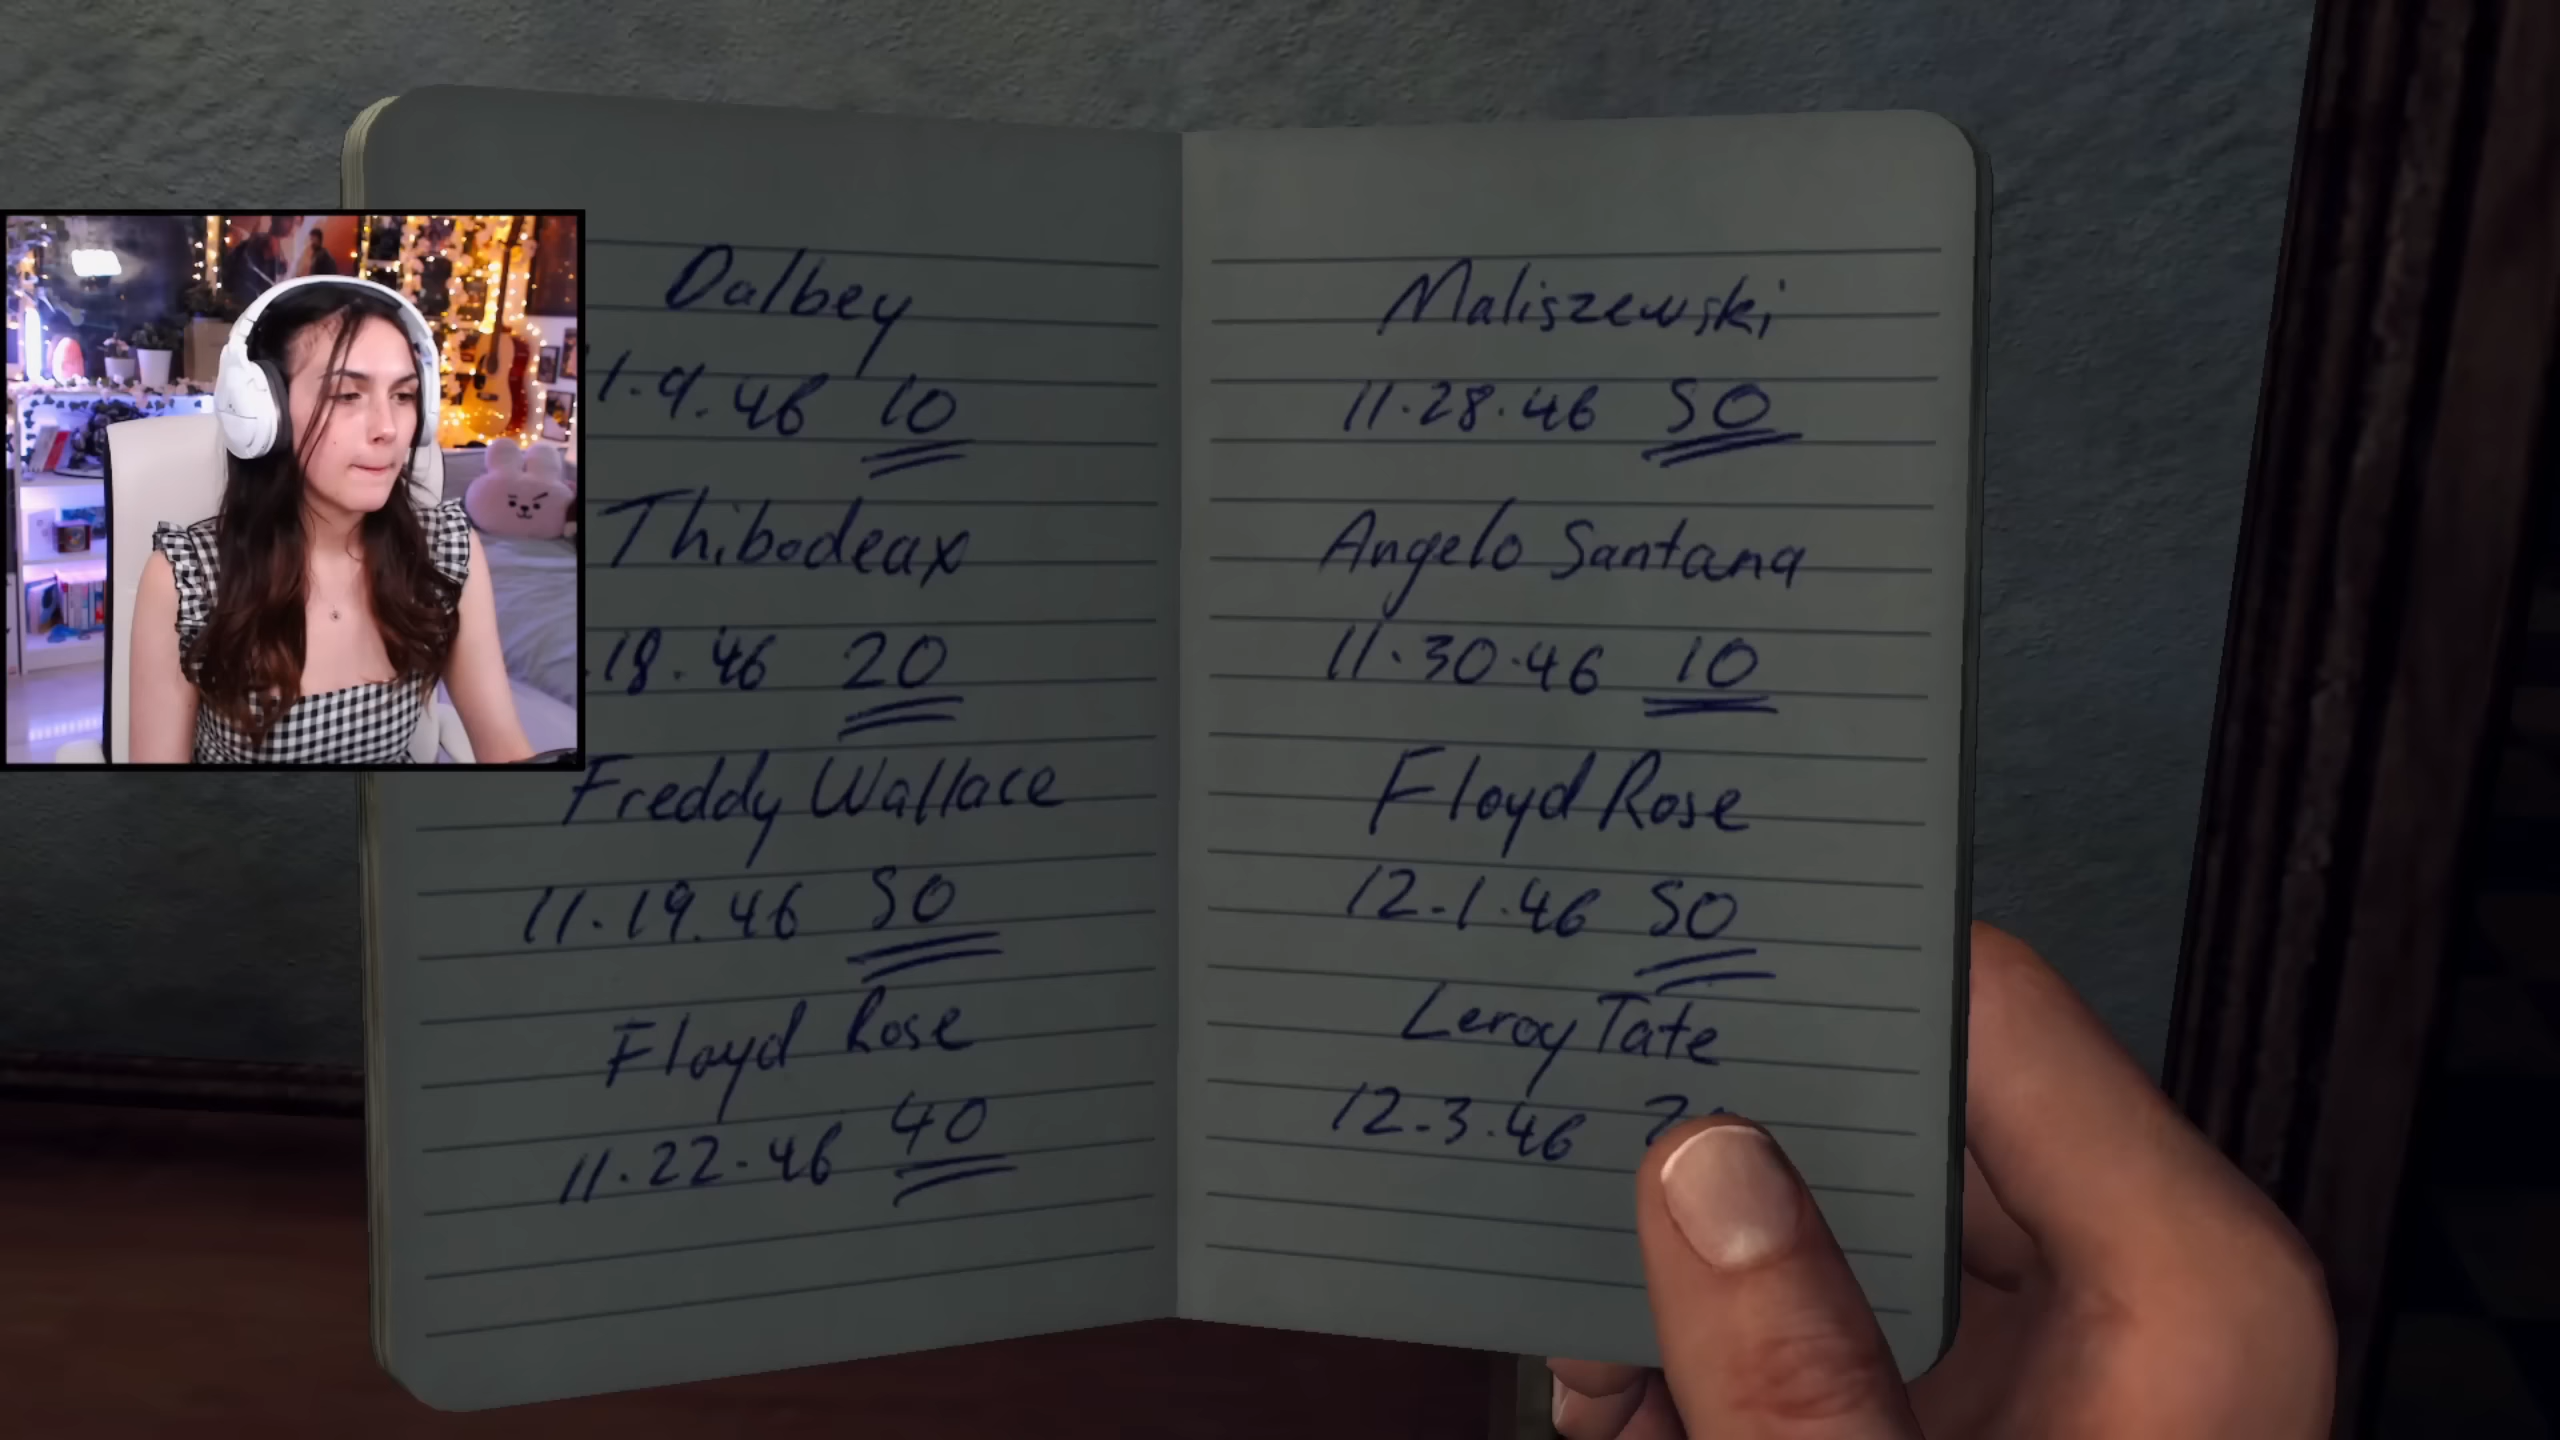 Dalbey
1.9.46 10
Thibodeax
.18.46 20
Freddy Wallace
11.19.46 50
Floyd Rose
11.22.46 40
Maliszewski
11.28.46 50
Angelo Santana
11.30.46 10
Floyd Rose
12-1.46 50
Leroy Tate
12-3.46